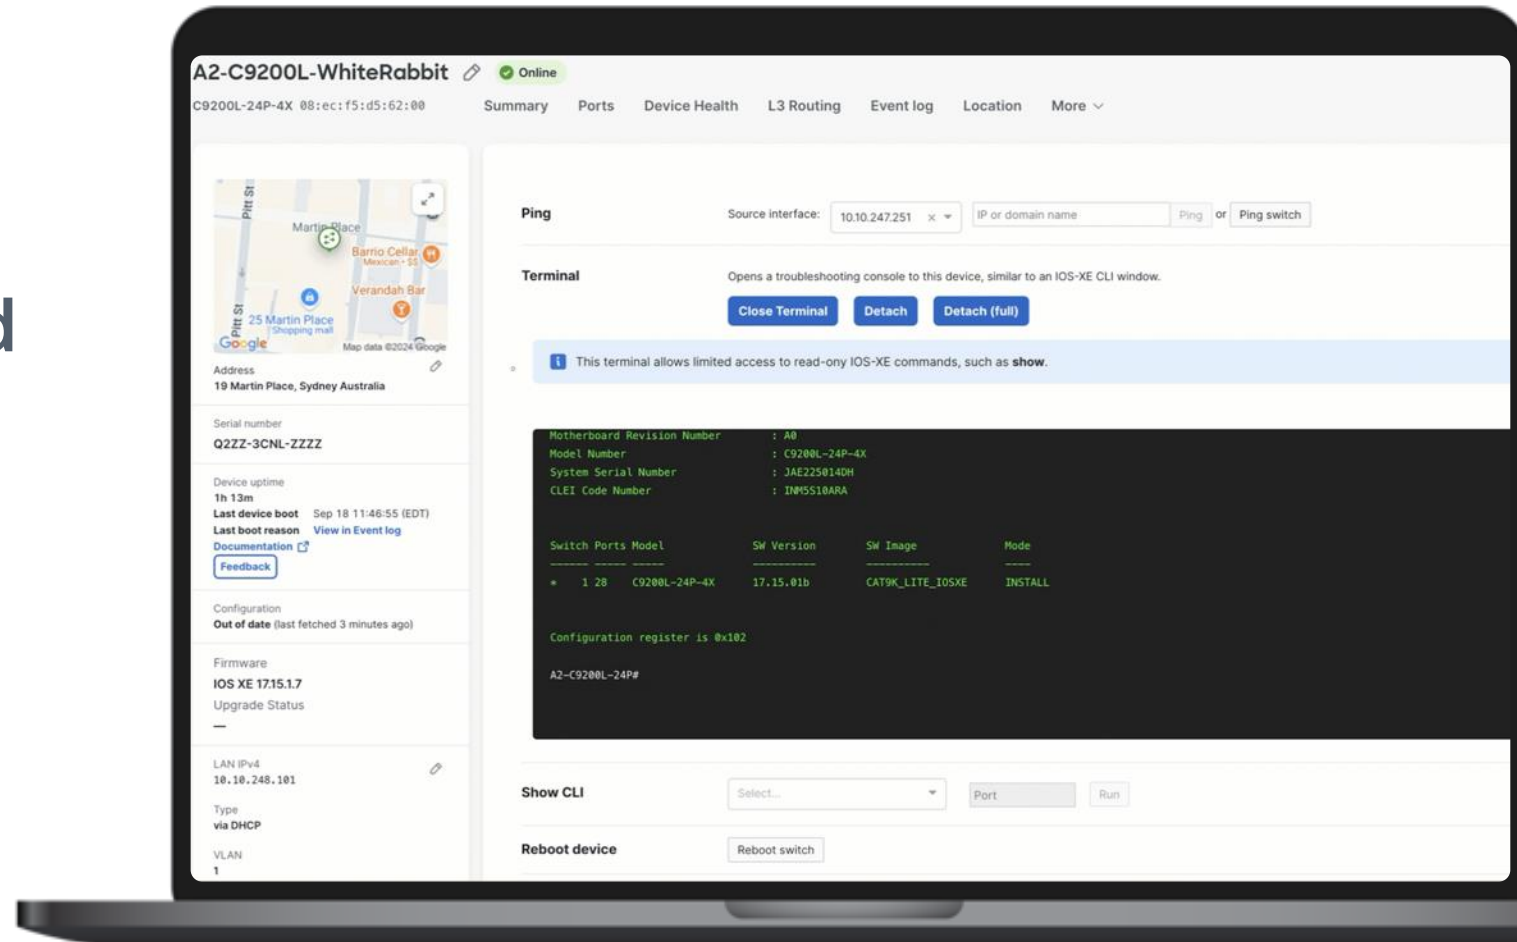 d
A2-C9200L-WhiteRabbit Online
C9200L-24P-4X 08:ec:f5:d5:62:00 Summary Ports Device Health L3 Routing Event log Location More
Pitt St
Martin Place
Barrio Cellar
Mexican • $$
Verandah Bar
25 Martin Place
Shopping mall
Pitt St
Google
Map data ©2024 Google
Address
19 Martin Place, Sydney Australia
Serial number
Q2ZZ-3CNL-ZZZZ
Device uptime
1h 13m
Last device boot Sep 18 11:46:55 (EDT)
Last boot reason View in Event log
Documentation
Feedback
Configuration
Out of date (last fetched 3 minutes ago)
Firmware
IOS XE 17.15.1.7
Upgrade Status
—
LAN IPv4
10.10.248.101
Type
via DHCP
VLAN
1
Ping Source interface: 10.10.247.251 × IP or domain name Ping or Ping switch
Terminal Opens a troubleshooting console to this device, similar to an IOS-XE CLI window.
Close Terminal Detach Detach (full)
i This terminal allows limited access to read-ony IOS-XE commands, such as show.
Motherboard Revision Number : A0
Model Number : C9200L-24P-4X
System Serial Number : JAE225014DH
CLEI Code Number : INM5S10ARA
Switch Ports Model SW Version SW Image Mode
------ ----- ----- ---------- ---------- ----
* 1 28 C9200L-24P-4X 17.15.01b CAT9K_LITE_IOSXE INSTALL
Configuration register is 0x102
A2-C9200L-24P#
Show CLI Select... Port Run
Reboot device Reboot switch